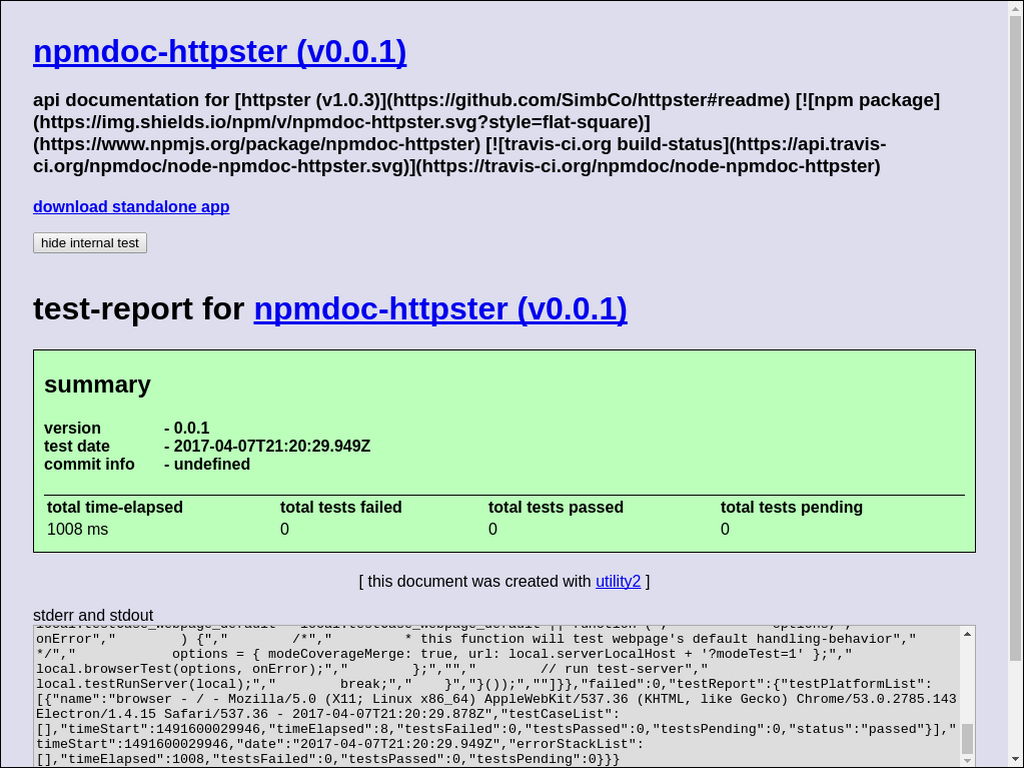 npmdoc-httpster (v0.0.1)
api documentation for [httpster (v1.0.3)](https://github.com/SimbCo/httpster#readme) [![npm package]
(https://img.shields.io/npm/v/npmdoc-httpster.svg?style=flat-square)]
(https://www.npmjs.org/package/npmdoc-httpster) [![travis-ci.org build-status](https://api.travis-
ci.org/npmdoc/node-npmdoc-httpster.svg)](https://travis-ci.org/npmdoc/node-npmdoc-httpster)
download standalone app
hide internal test
test-report for npmdoc-httpster (v0.0.1)
summary
version - 0.0.1
test date - 2017-04-07T21:20:29.949Z
commit info - undefined
total time-elapsed total tests failed total tests passed total tests pending
1008 ms 0 0 0
[ this document was created with utility2 ]
stderr and stdout
onError","        ) {","        /*","         * this function will test webpage's default handling-behavior","
*/","            options = { modeCoverageMerge: true, url: local.serverLocalHost + '?modeTest=1' };","
local.browserTest(options, onError);","        };","","        // run test-server","
local.testRunServer(local);","        break;","    }","}());",""]}},"failed":0,"testReport":{"testPlatformList":
[{"name":"browser - / - Mozilla/5.0 (X11; Linux x86_64) AppleWebKit/537.36 (KHTML, like Gecko) Chrome/53.0.2785.143
Electron/1.4.15 Safari/537.36 - 2017-04-07T21:20:29.878Z","testCaseList":
[],"timeStart":1491600029946,"timeElapsed":8,"testsFailed":0,"testsPassed":0,"testsPending":0,"status":"passed"}],"
timeStart":1491600029946,"date":"2017-04-07T21:20:29.949Z","errorStackList":
[],"timeElapsed":1008,"testsFailed":0,"testsPassed":0,"testsPending":0}}}